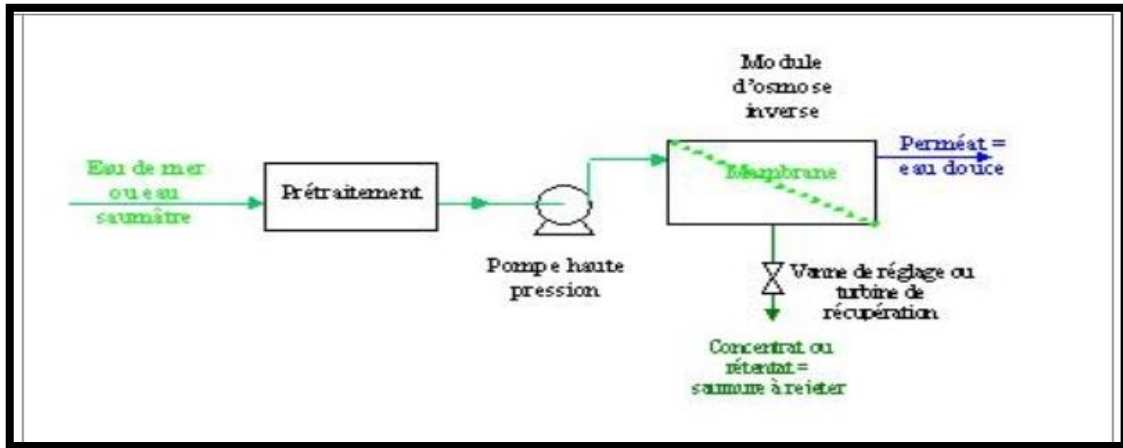 Eau de mer
ou eau
saumâtre
Prétraitement
Pompe haute
pression
Module
d'osmose
inverse
Membrane
Perméat =
eau douce
Vanne de réglage ou
turbine de
récupération
Concentrat ou
rétentat =
saumure à rejeter